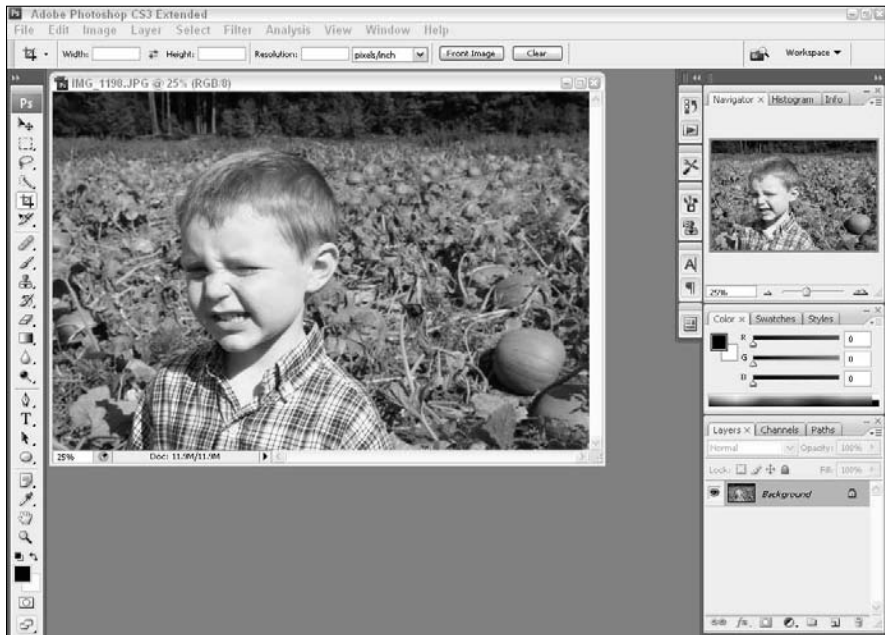 Adobe Photoshop CS3 Extended
File Edit Image Layer Select Filter Analysis View Window Help
Width: Height: Resolution: pixels/inch Front Image Clear Workspace
IMG_1198.JPG @ 25% (RGB/8)
Ps
Navigator × Histogram Info
25%
Color × Swatches Styles
R 0
G 0
B 0
Layers × Channels Paths
Normal Opacity: 100%
Lock: Fill: 100%
Background
25% Doc: 11.9M/11.9M